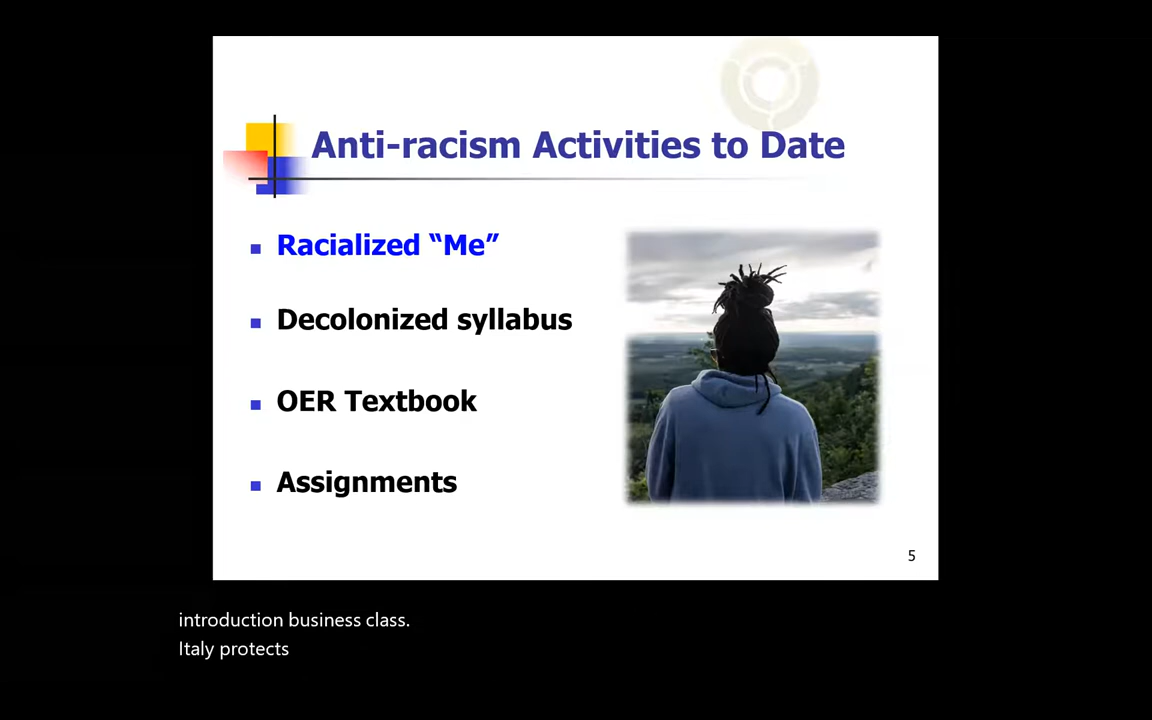 Anti-racism Activities to Date
Racialized “Me”
Decolonized syllabus
OER Textbook
Assignments
5
introduction business class.
Italy protects